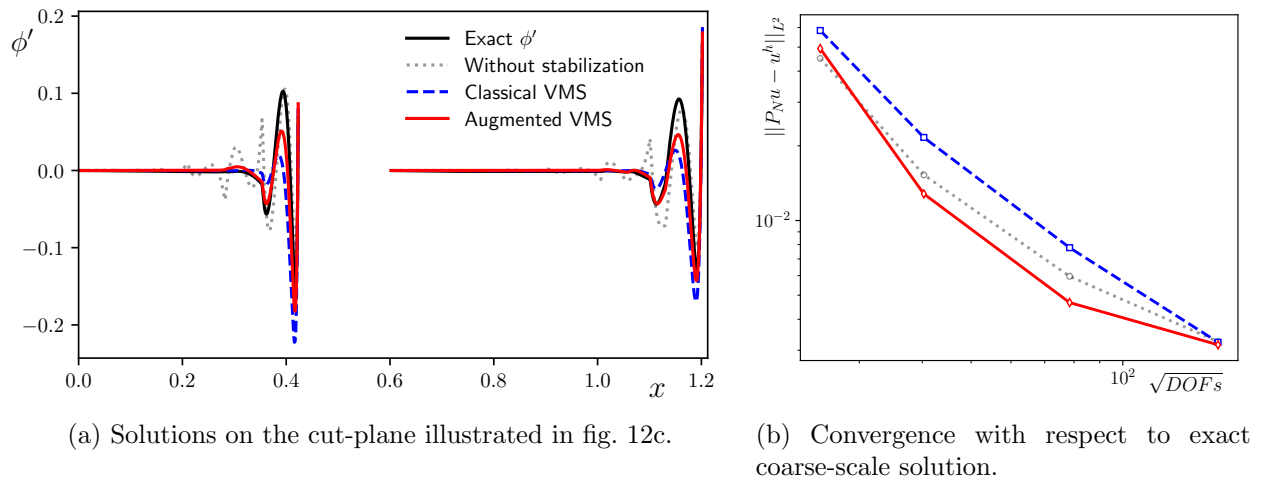 0.2
ϕ′
0.1
0.0
−0.1
−0.2
0.0
0.2
0.4
0.6
0.8
1.0
1.2
x
Exact ϕ′
Without stabilization
Classical VMS
Augmented VMS
(a) Solutions on the cut-plane illustrated in fig. 12c.
||P_N u − u^h||_{L^2}
10^{−2}
10^2
√DOFs
(b) Convergence with respect to exact
coarse-scale solution.